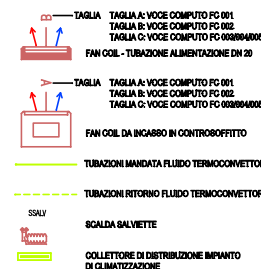 B TAGLIA TAGLIA A: VOCE COMPUTO FC 001
TAGLIA B: VOCE COMPUTO FC 002
TAGLIA C: VOCE COMPUTO FC 003/004/005
FAN COIL - TUBAZIONE ALIMENTAZIONE DN 20
A TAGLIA TAGLIA A: VOCE COMPUTO FC 001
TAGLIA B: VOCE COMPUTO FC 002
TAGLIA C: VOCE COMPUTO FC 003/004/005
FAN COIL DA INCASSO IN CONTROSOFFITTO
TUBAZIONI MANDATA FLUIDO TERMOCONVETTO
TUBAZIONI RITORNO FLUIDO TERMOCONVETTOR
SSALV
SCALDA SALVIETTE
COLLETTORE DI DISTRIBUZIONE IMPIANTO
DI CLIMATIZZAZIONE